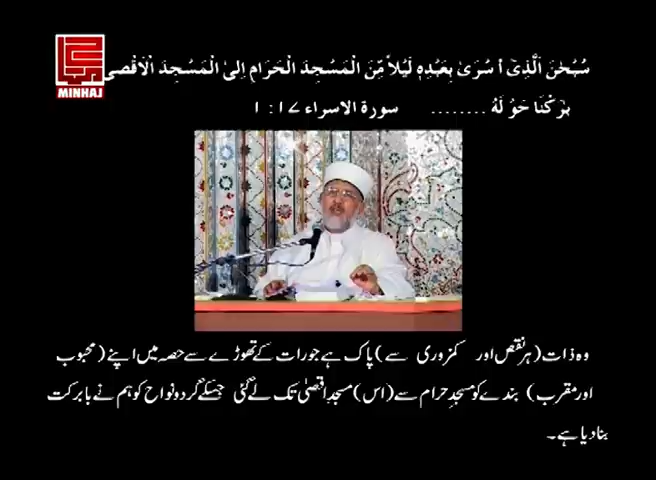 MINHAJ
سُبْحٰنَ الَّذِیْۤ اَسْرٰی بِعَبْدِہٖ لَیْلاً مِّنَ الْمَسْجِدِ الْحَرَامِ اِلَی الْمَسْجِدِ الْاَقْصَی
بٰرَکْنَا حَوْلَہٗ ........ سورۃ الاسراء ۱۷ : ۱
وہ ذات (ہر نقص اور کمزوری سے) پاک ہے جو رات کے تھوڑے سے حصہ میں اپنے (محبوب
اور مقرب) بندے کو مسجدِ حرام سے (اس) مسجدِ اقصیٰ تک لے گئی جسکے گرد و نواح کو ہم نے بابرکت
بنا دیا ہے۔